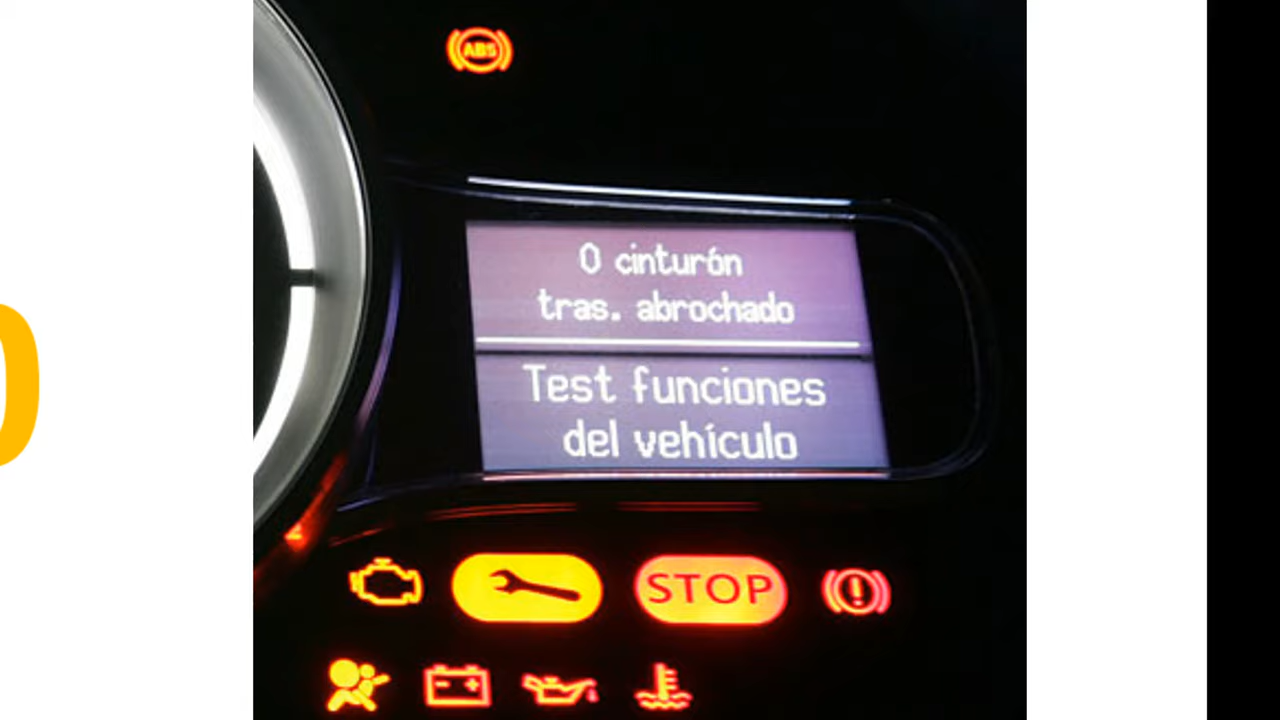 ABS
0 cinturón
tras. abrochado
Test funciones
del vehículo
STOP